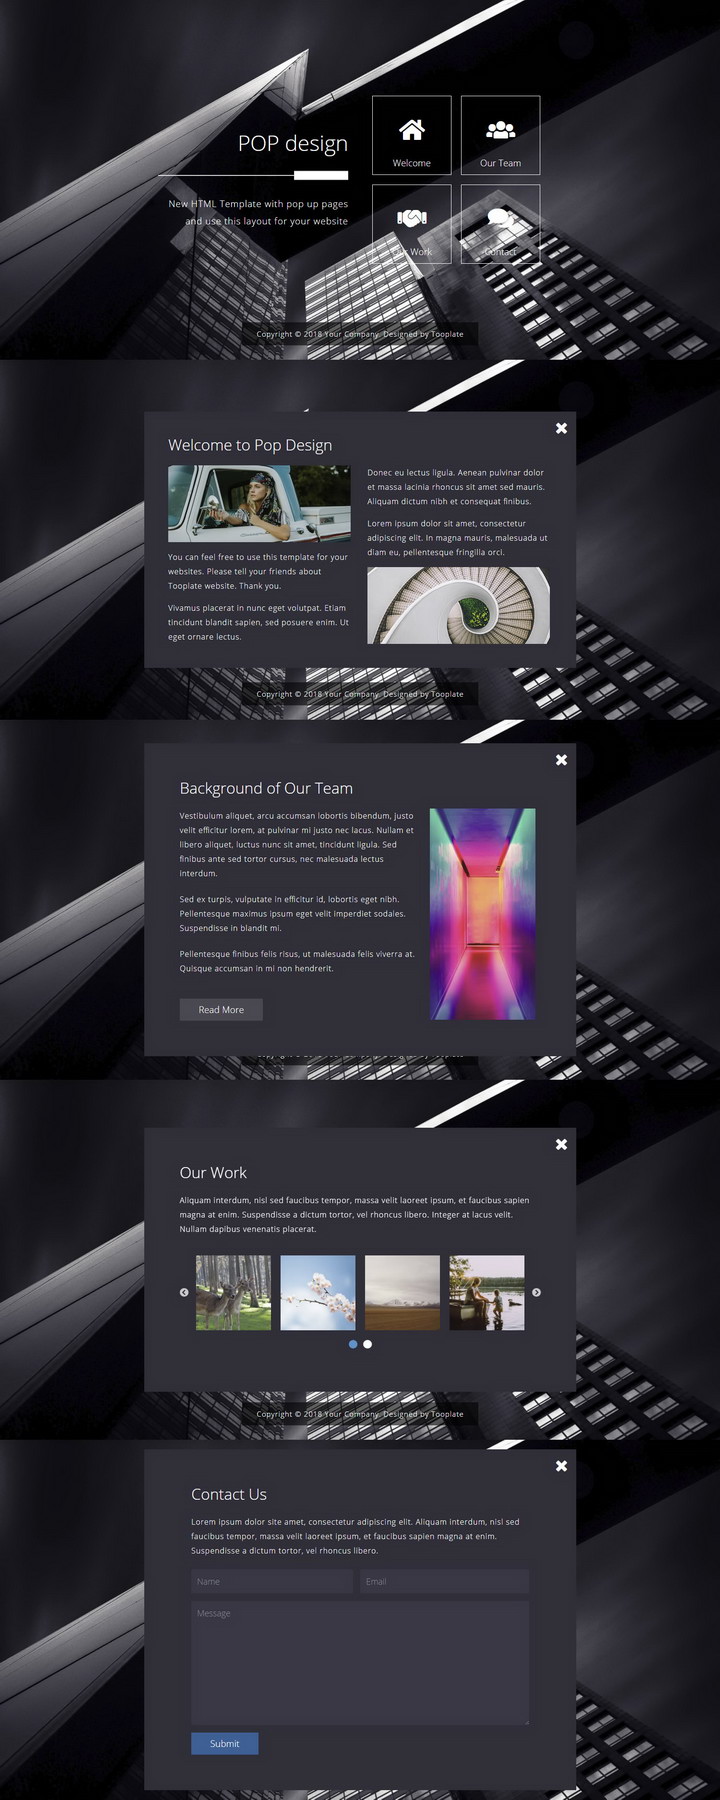 POP design
New HTML Template with pop up pages
and use this layout for your website
Welcome
Our Team
Our Work
Contact
Copyright © 2018 Your Company. Designed by Tooplate
Welcome to Pop Design
You can feel free to use this template for your
websites. Please tell your friends about
Tooplate website. Thank you.
Vivamus placerat in nunc eget volutpat. Etiam
tincidunt blandit sapien, sed posuere enim. Ut
eget ornare lectus.
Donec eu lectus ligula. Aenean pulvinar dolor
et massa lacinia rhoncus sit amet sed mauris.
Aliquam dictum nibh et consequat finibus.
Lorem ipsum dolor sit amet, consectetur
adipiscing elit. In magna mauris, malesuada ut
diam eu, pellentesque fringilla orci.
Copyright © 2018 Your Company. Designed by Tooplate
Background of Our Team
Vestibulum aliquet, arcu accumsan lobortis bibendum, justo
velit efficitur lorem, at pulvinar mi justo nec lacus. Nullam et
libero aliquet, luctus nunc sit amet, tincidunt ligula. Sed
finibus ante sed tortor cursus, nec malesuada lectus
interdum.
Sed ex turpis, vulputate in efficitur id, lobortis eget nibh.
Pellentesque maximus ipsum eget velit imperdiet sodales.
Suspendisse in blandit mi.
Pellentesque finibus felis risus, ut malesuada felis viverra at.
Quisque accumsan in mi non hendrerit.
Read More
Our Work
Aliquam interdum, nisl sed faucibus tempor, massa velit laoreet ipsum, et faucibus sapien
magna at enim. Suspendisse a dictum tortor, vel rhoncus libero. Integer at lacus velit.
Nullam dapibus venenatis placerat.
Copyright © 2018 Your Company. Designed by Tooplate
Contact Us
Lorem ipsum dolor site amet, consectetur adipiscing elit. Aliquam interdum, nisl sed
faucibus tempor, massa velit laoreet ipsum, et faucibus sapien magna at enim.
Suspendisse a dictum tortor, vel rhoncus libero.
Name
Email
Message
Submit